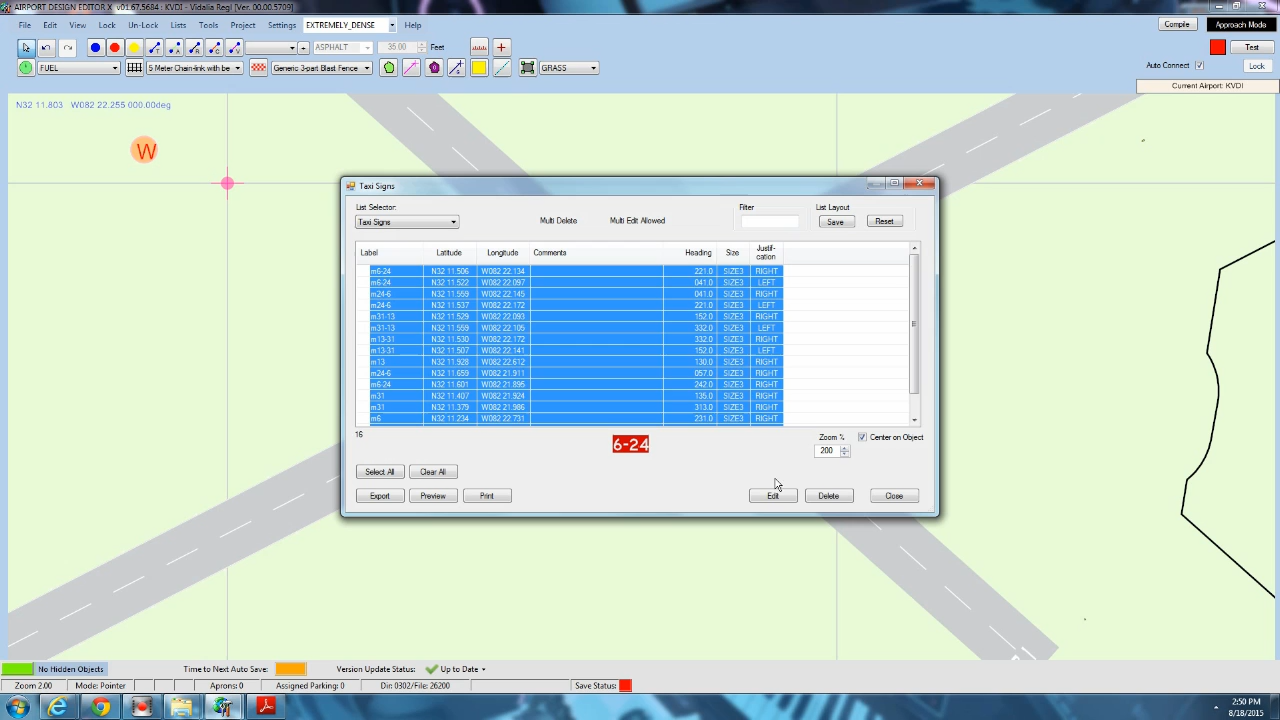 AIRPORT DESIGN EDITOR X v01.67.5684 : KVDI - Vidalia Regl [Ver: 00.00.5709]
File Edit View Lock Un-Lock Lists Tools Project Settings EXTREMELY_DENSE Help Compile Approach Mode
T A R C ASPHALT 35.00 Feet Test
FUEL 5 Meter Chain-link with be Generic 3-part Blast Fence GRASS Auto Connect Lock
Current Airport: KVDI
N32 11.803 W082 22.255 000.00deg
W
Taxi Signs
List Selector: Filter List Layout
Taxi Signs Multi Delete Multi Edit Allowed Save Reset
Label Latitude Longitude Comments Heading Size Justif-cation
m6-24 N32 11.506 W082 22.134 221.0 SIZE3 RIGHT
m6-24 N32 11.522 W082 22.097 041.0 SIZE3 LEFT
m24-6 N32 11.559 W082 22.145 041.0 SIZE3 RIGHT
m24-6 N32 11.537 W082 22.172 221.0 SIZE3 LEFT
m31-13 N32 11.529 W082 22.093 152.0 SIZE3 RIGHT
m31-13 N32 11.559 W082 22.105 332.0 SIZE3 LEFT
m13-31 N32 11.530 W082 22.172 332.0 SIZE3 RIGHT
m13-31 N32 11.507 W082 22.141 152.0 SIZE3 LEFT
m13 N32 11.928 W082 22.612 130.0 SIZE3 RIGHT
m24-6 N32 11.659 W082 21.911 057.0 SIZE3 RIGHT
m6-24 N32 11.601 W082 21.895 242.0 SIZE3 RIGHT
m31 N32 11.407 W082 21.924 135.0 SIZE3 RIGHT
m31 N32 11.379 W082 21.986 313.0 SIZE3 RIGHT
m6 N32 11.234 W082 22.731 231.0 SIZE3 RIGHT
16 6-24 Zoom % Center on Object
200
Select All Clear All
Export Preview Print Edit Delete Close
No Hidden Objects Time to Next Auto Save: Version Update Status: Up to Date
Zoom 2.00 Mode: Pointer Aprons: 0 Assigned Parking: 0 Dir: 0302/File: 26200 Save Status:
2:50 PM
8/18/2015